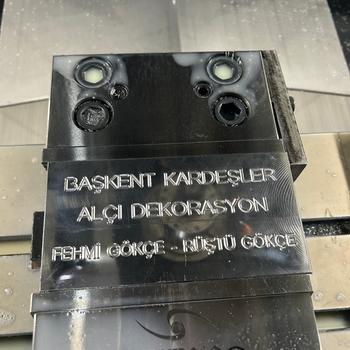 BAŞKENT KARDEŞLER
ALÇI DEKORASYON
FEHMİ GÖKÇE - RÜŞTÜ GÖKÇE